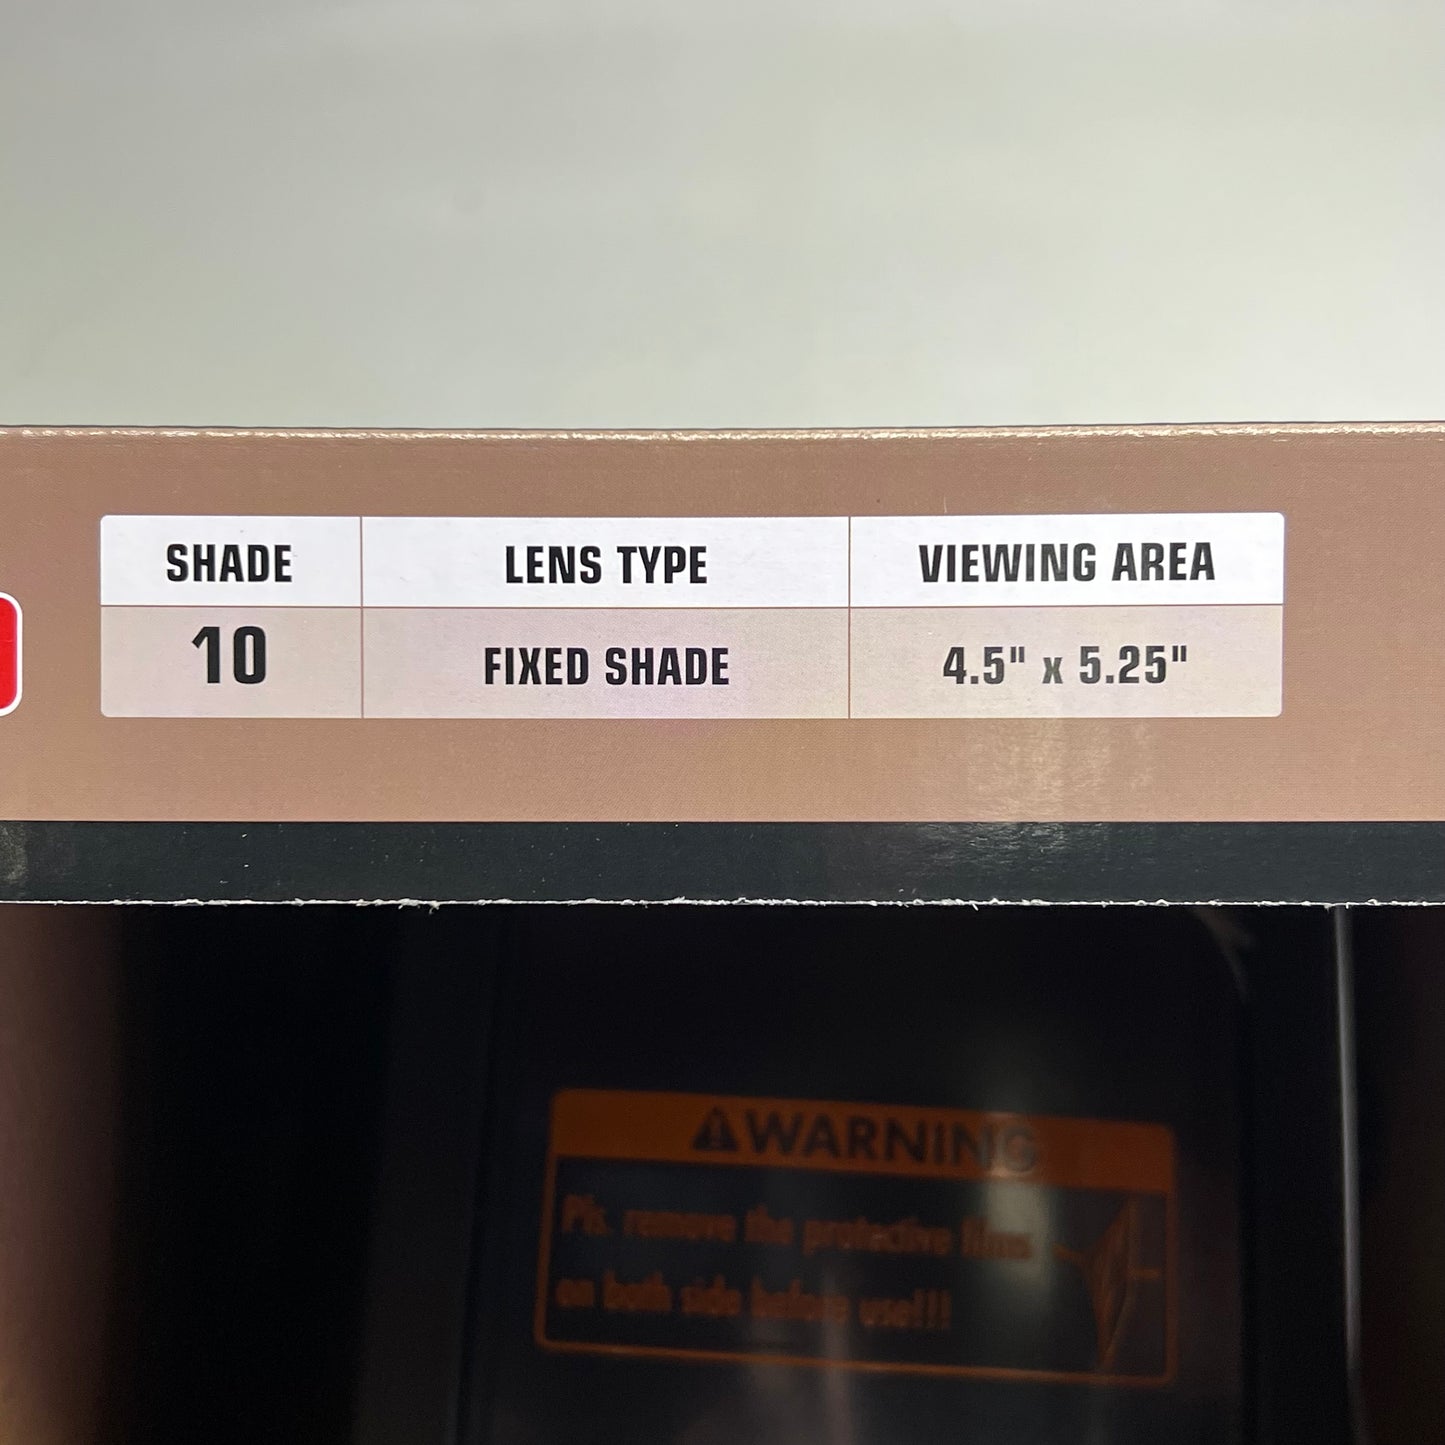 SHADE LENS TYPE VIEWING AREA
10 FIXED SHADE 4.5" x 5.25"
WARNING
Pls. remove the protective films
on both side before use!!!